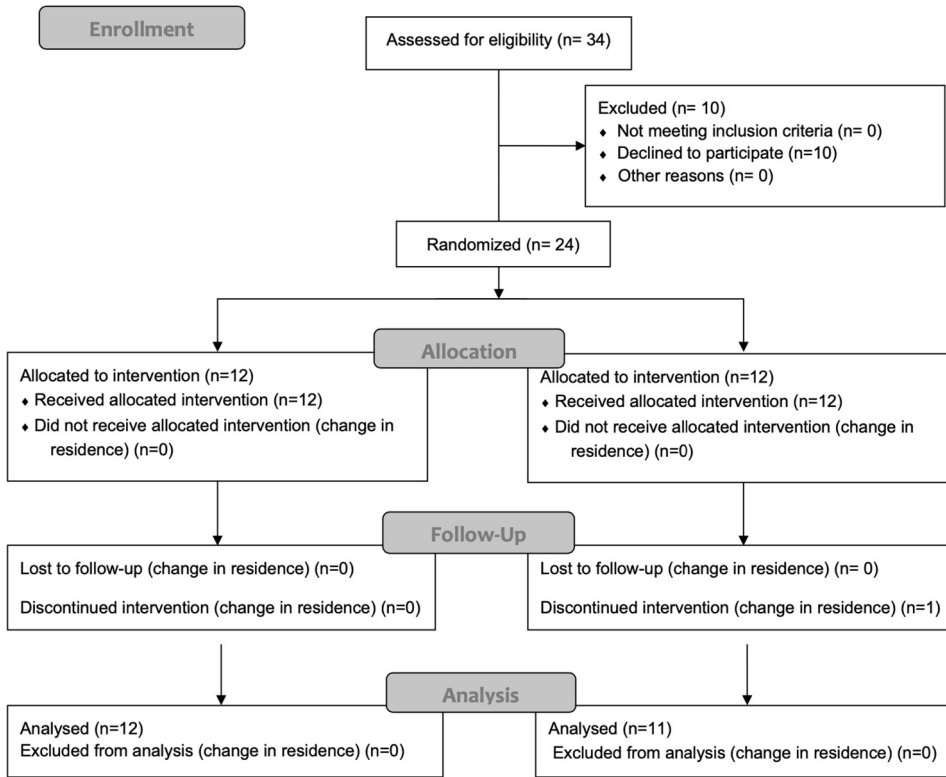 Enrollment
Assessed for eligibility (n= 34)
Excluded (n= 10)
♦ Not meeting inclusion criteria (n= 0)
♦ Declined to participate (n=10)
♦ Other reasons (n= 0)
Randomized (n= 24)
Allocation
Allocated to intervention (n=12)
♦ Received allocated intervention (n=12)
♦ Did not receive allocated intervention (change in
residence) (n=0)
Allocated to intervention (n=12)
♦ Received allocated intervention (n=12)
♦ Did not receive allocated intervention (change in
residence) (n=0)
Follow-Up
Lost to follow-up (change in residence) (n=0)
Discontinued intervention (change in residence) (n=0)
Lost to follow-up (change in residence) (n= 0)
Discontinued intervention (change in residence) (n=1)
Analysis
Analysed (n=12)
Excluded from analysis (change in residence) (n=0)
Analysed (n=11)
Excluded from analysis (change in residence) (n=0)